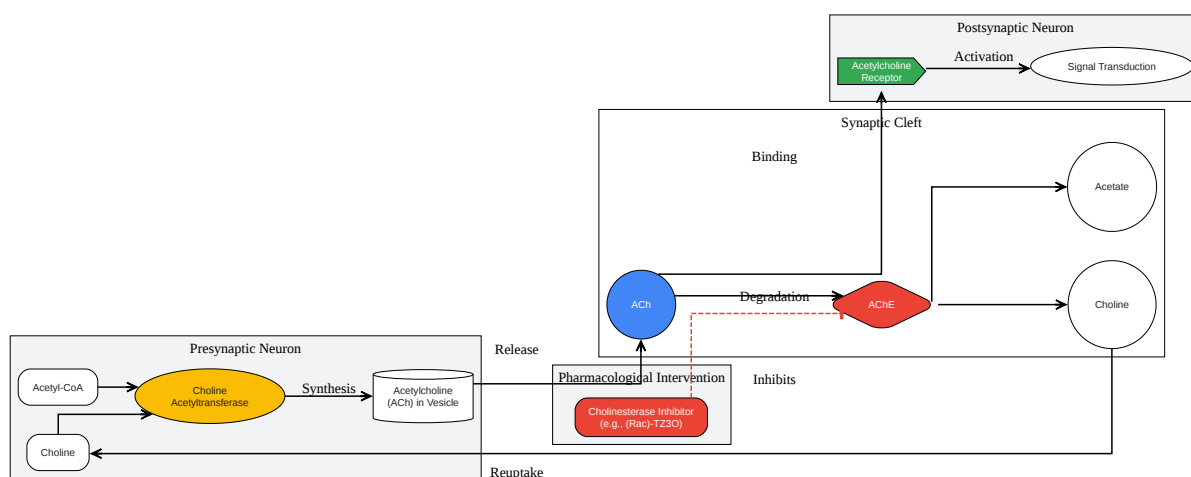 Postsynaptic Neuron
Acetylcholine
Receptor
Activation
Signal Transduction
Synaptic Cleft
Binding
Acetate
ACh
Degradation
AChE
Choline
Presynaptic Neuron
Release
Acetyl-CoA
Choline
Acetyltransferase
Synthesis
Acetylcholine
(ACh) in Vesicle
Choline
Pharmacological Intervention
Inhibits
Cholinesterase Inhibitor
(e.g., (Rac)-TZ3O)
Reuptake